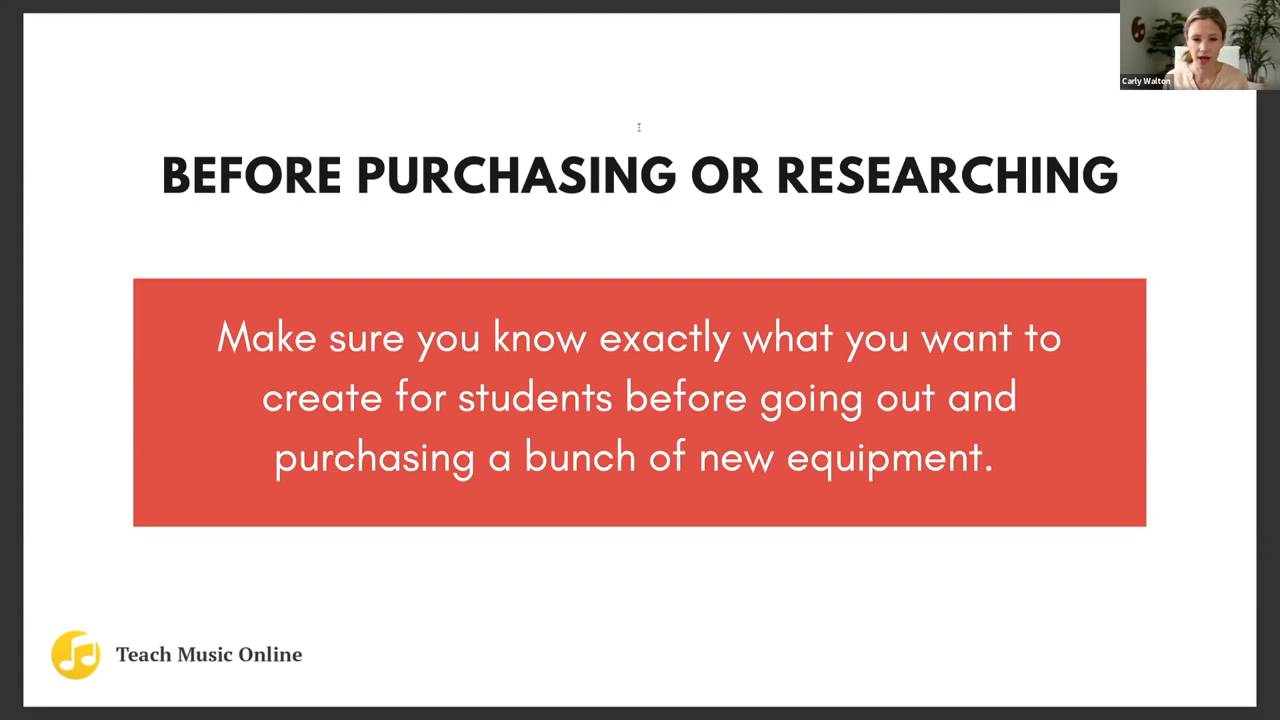 Carly Walton
BEFORE PURCHASING OR RESEARCHING
Make sure you know exactly what you want to
create for students before going out and
purchasing a bunch of new equipment.
Teach Music Online